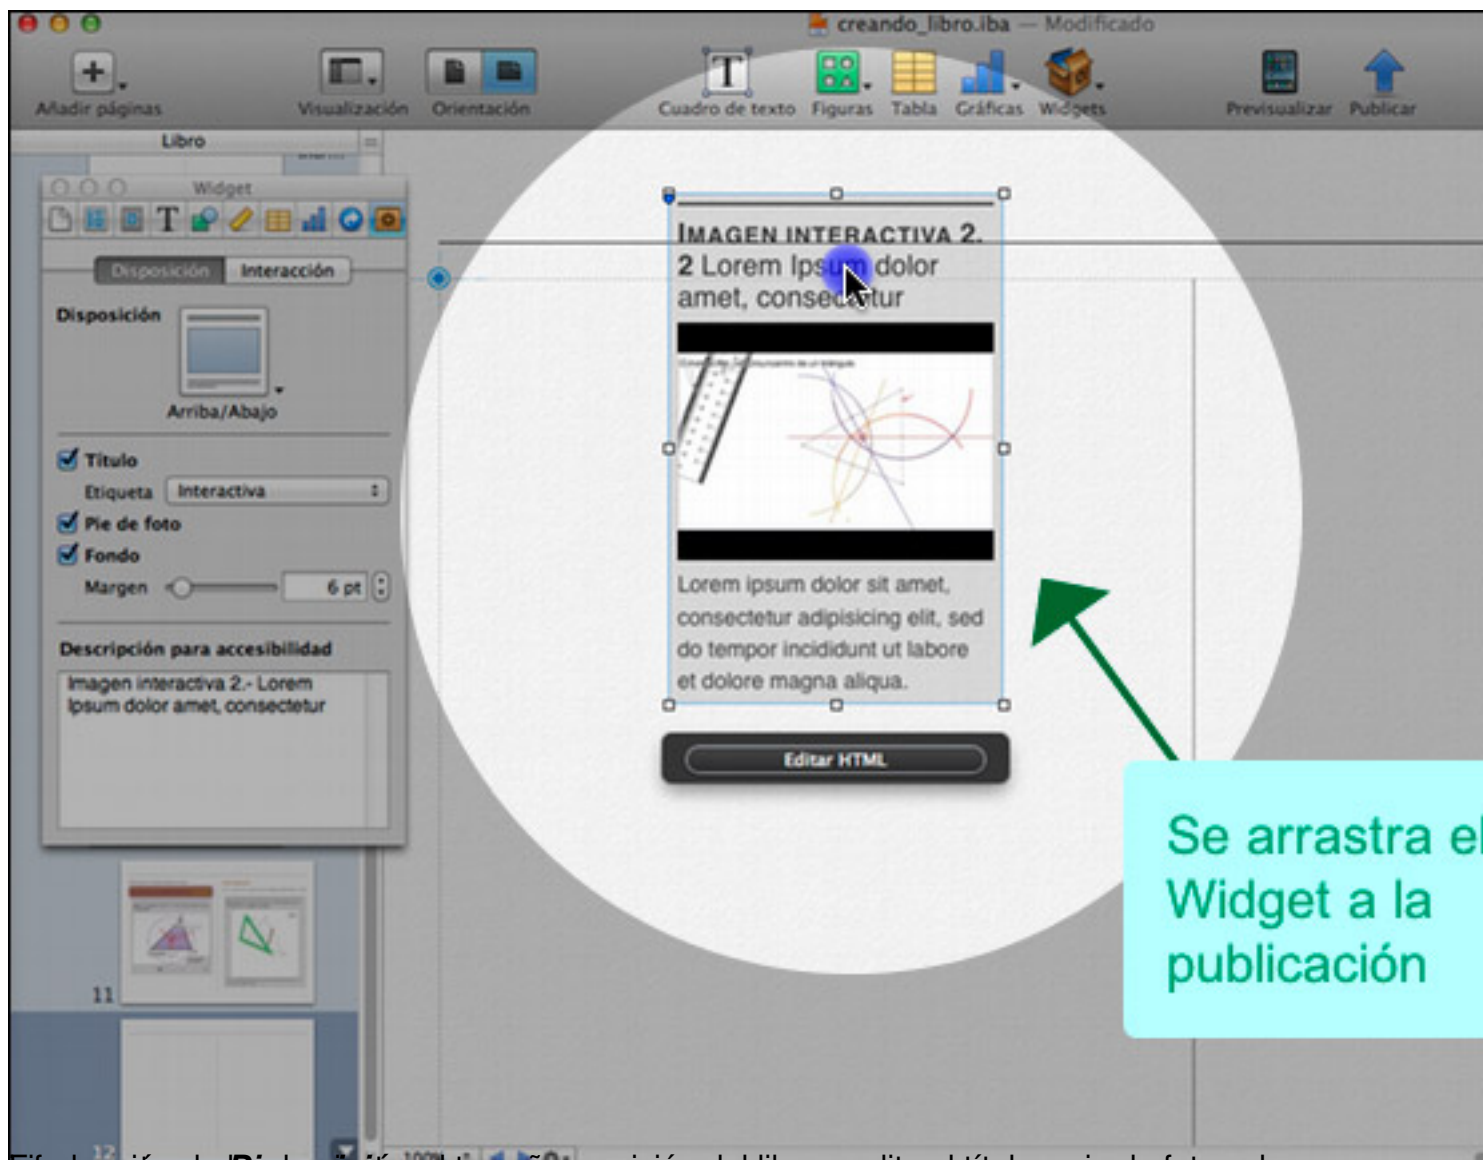 creando_libro.iba — Modificado
Añadir páginas
Visualización
Orientación
Cuadro de texto
Figuras
Tabla
Gráficas
Widgets
Previsualizar
Publicar
Libro
Widget
Disposición
Interacción
Disposición
Arriba/Abajo
Título
Etiqueta
Interactiva
Pie de foto
Fondo
Margen
6 pt
Descripción para accesibilidad
Imagen interactiva 2.- Lorem
Ipsum dolor amet, consectetur
11
12
IMAGEN INTERACTIVA 2.
2 Lorem Ipsum dolor
amet, consectetur
Lorem ipsum dolor sit amet,
consectetur adipisicing elit, sed
do tempor incididunt ut labore
et dolore magna aliqua.
Editar HTML
Se arrastra el
Widget a la
publicación
100%